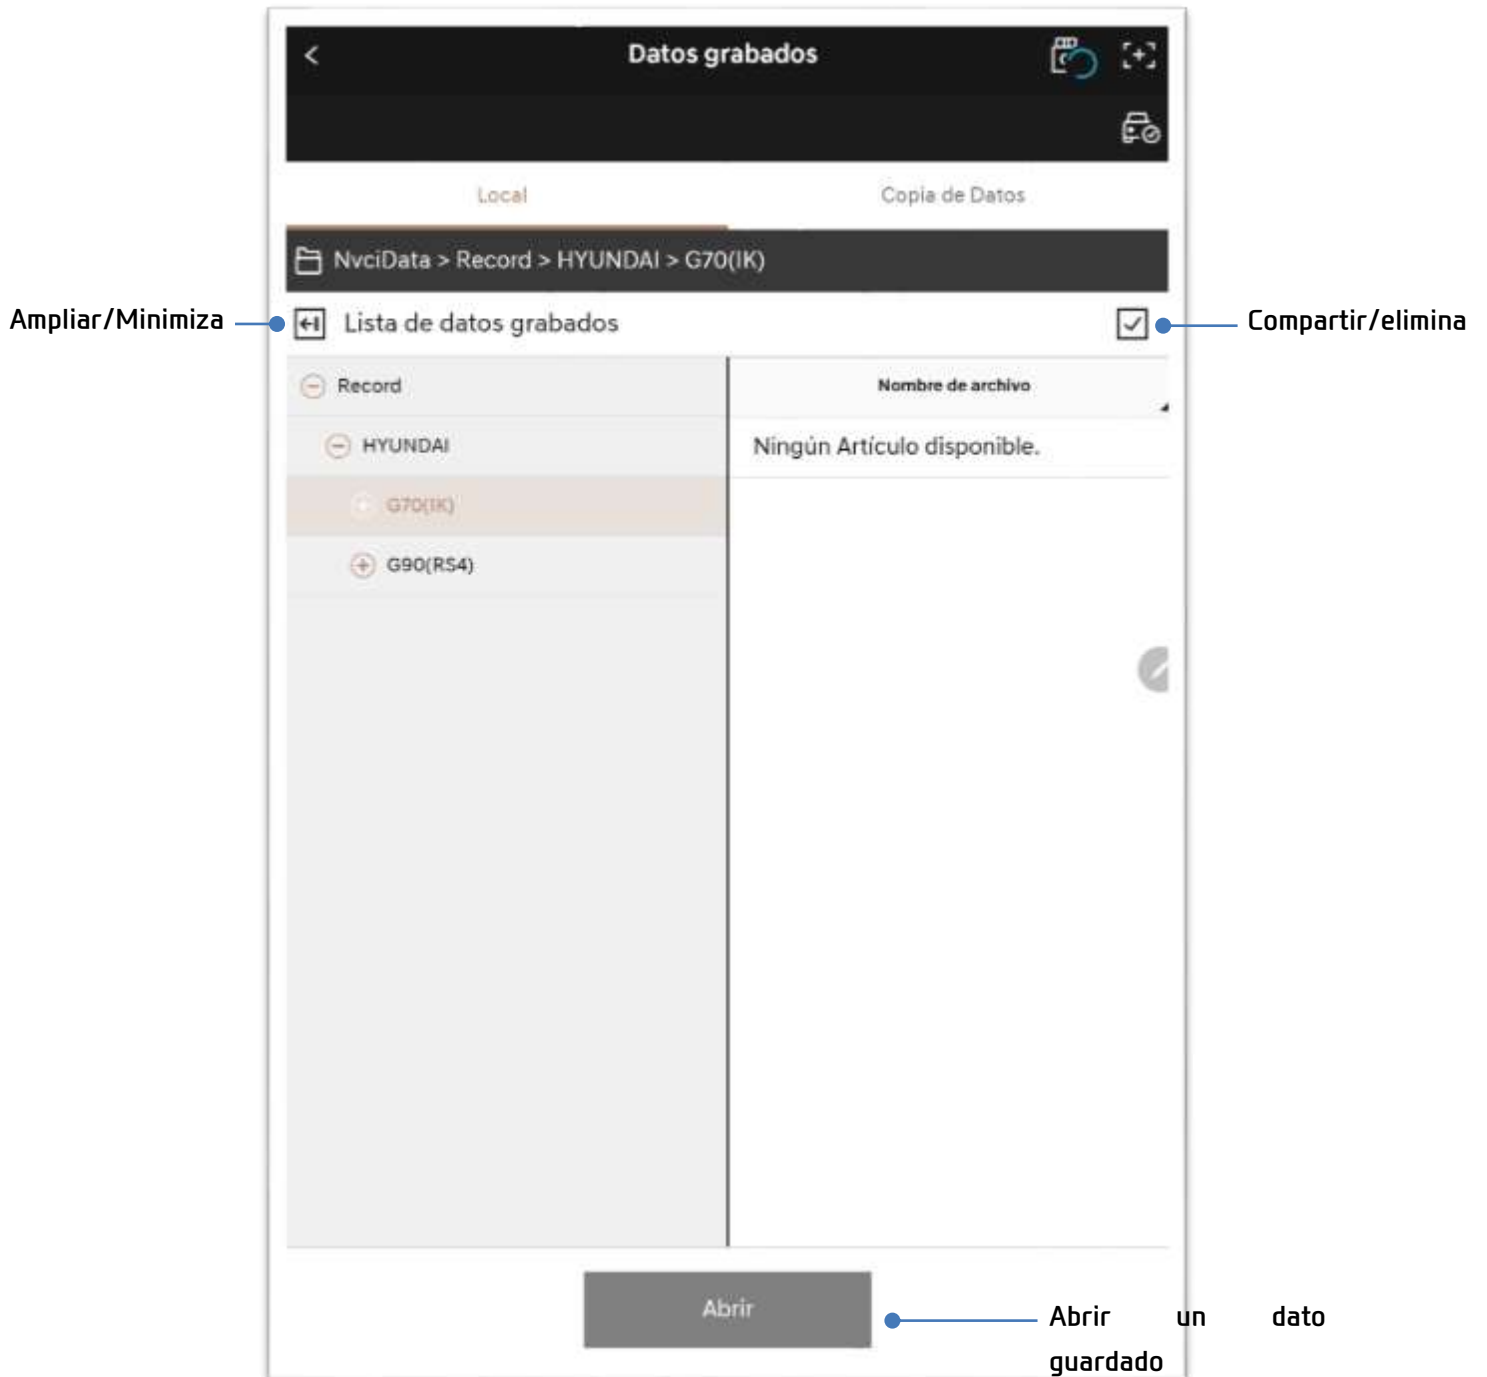 Datos grabados
Local
Copia de Datos
NvciData > Record > HYUNDAI > G70(IK)
Ampliar/Minimiza
Lista de datos grabados
Compartir/elimina
Record
Nombre de archivo
HYUNDAI
Ningún Artículo disponible.
G70(IK)
G90(RS4)
Abrir
Abrir un dato
guardado